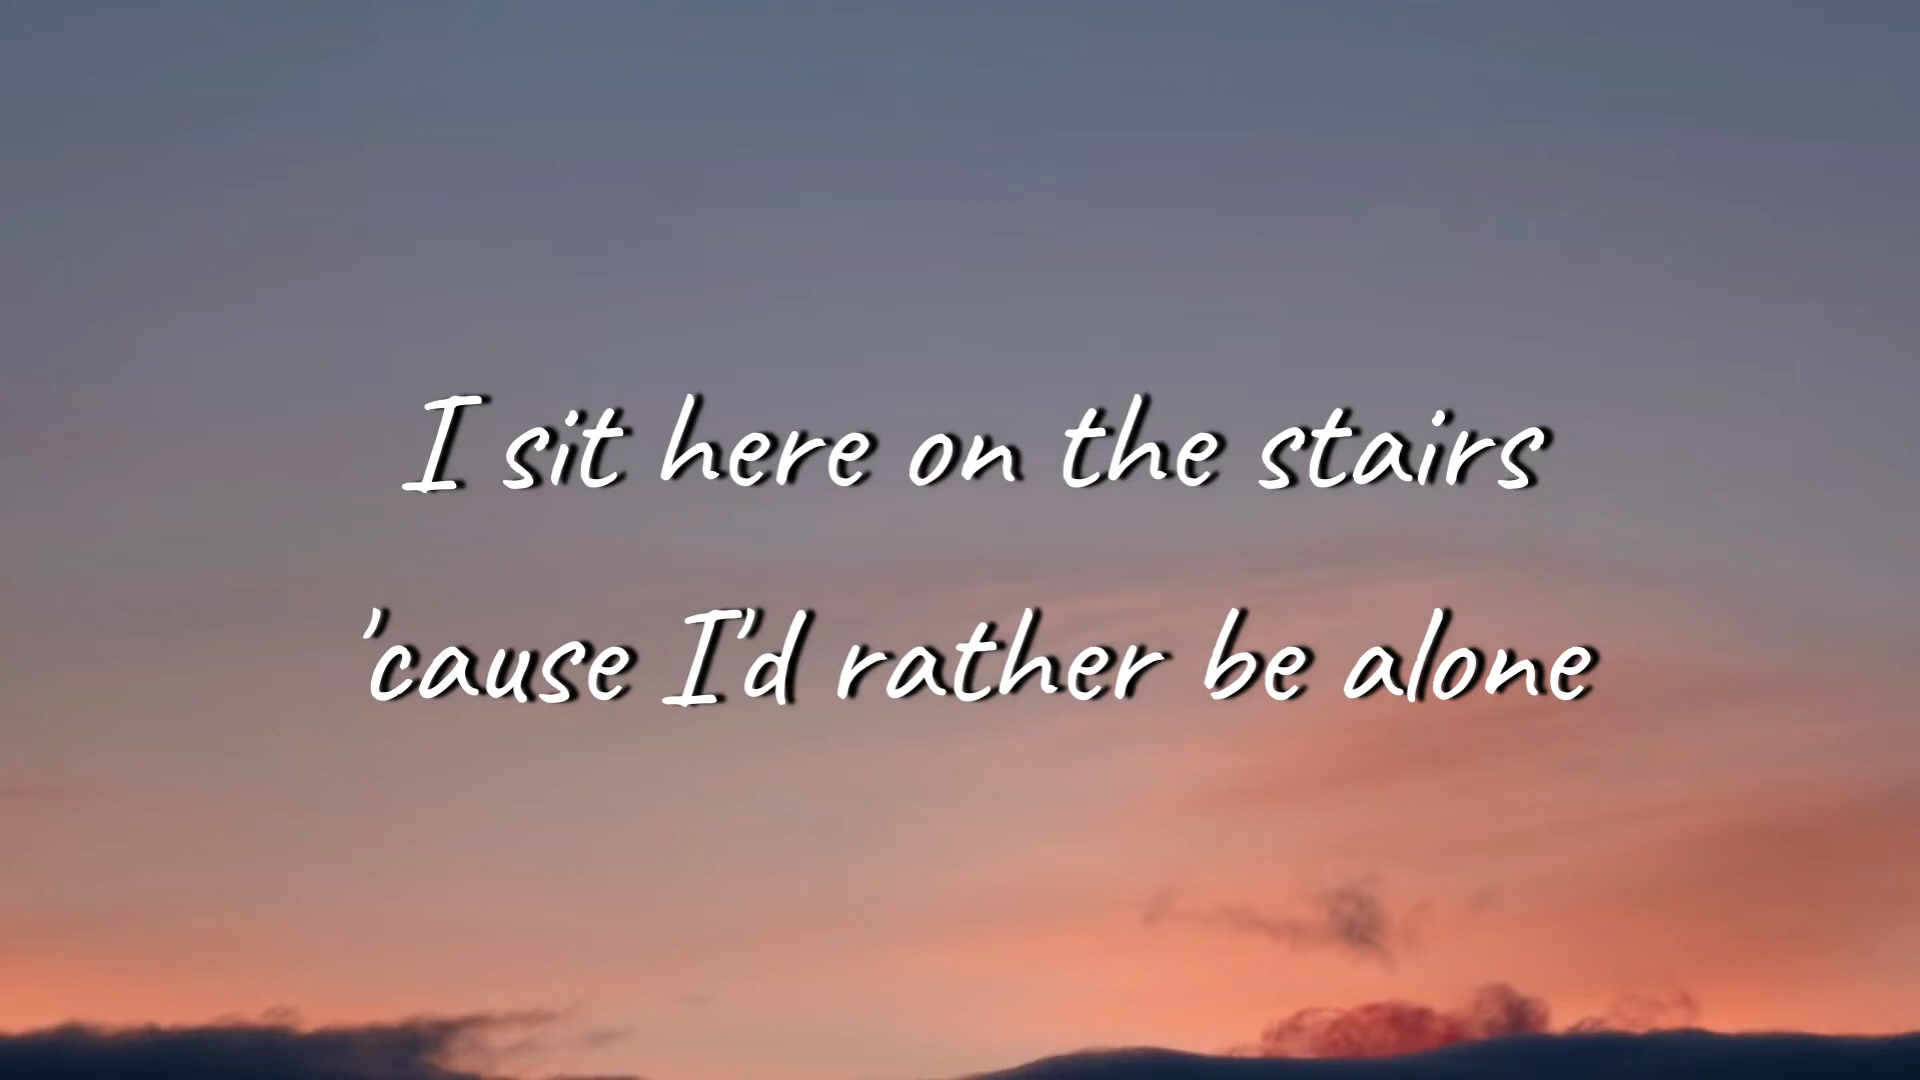 I sit here on the stairs
'cause I'd rather be alone